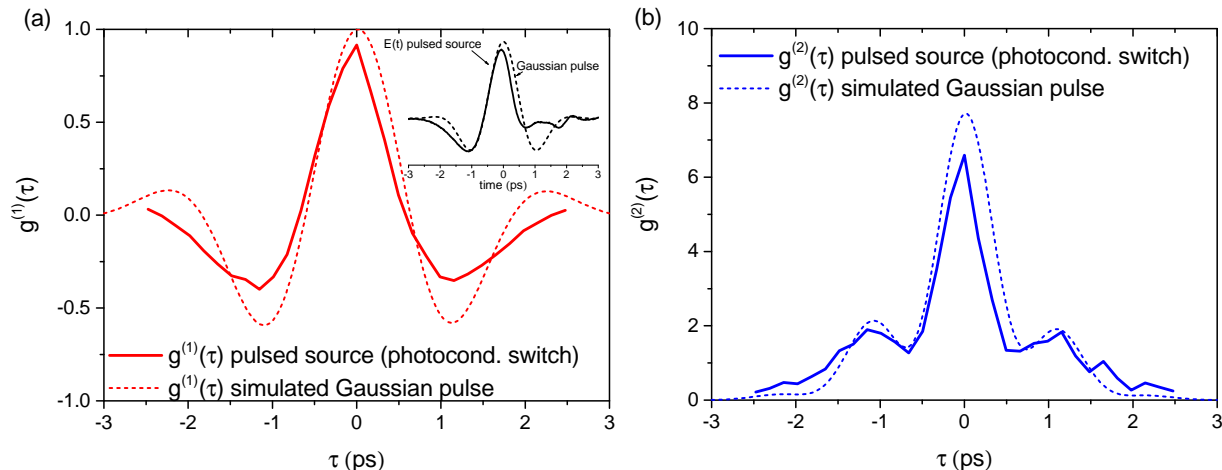 (a)
1.0
0.5
0.0
-0.5
-1.0
g⁽¹⁾(τ)
E(t) pulsed source
Gaussian pulse
-3 -2 -1 0 1 2 3
time (ps)
g⁽¹⁾(τ) pulsed source (photocond. switch)
g⁽¹⁾(τ) simulated Gaussian pulse
-3 -2 -1 0 1 2 3
τ (ps)
(b)
10
8
6
4
2
0
g⁽²⁾(τ)
g⁽²⁾(τ) pulsed source (photocond. switch)
g⁽²⁾(τ) simulated Gaussian pulse
-3 -2 -1 0 1 2 3
τ (ps)